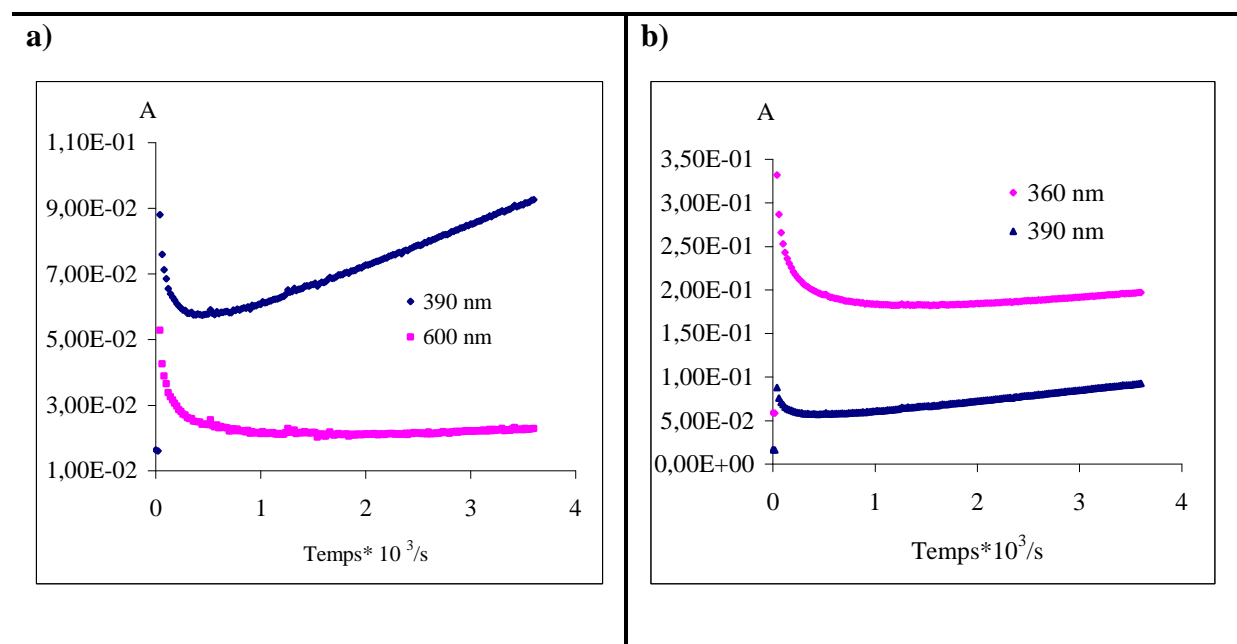 a)
A
1,10E-01
9,00E-02
7,00E-02
5,00E-02
3,00E-02
1,00E-02
390 nm
600 nm
0 1 2 3 4
Temps* 10 3/s
b)
A
3,50E-01
3,00E-01
2,50E-01
2,00E-01
1,50E-01
1,00E-01
5,00E-02
0,00E+00
360 nm
390 nm
0 1 2 3 4
Temps*10³/s